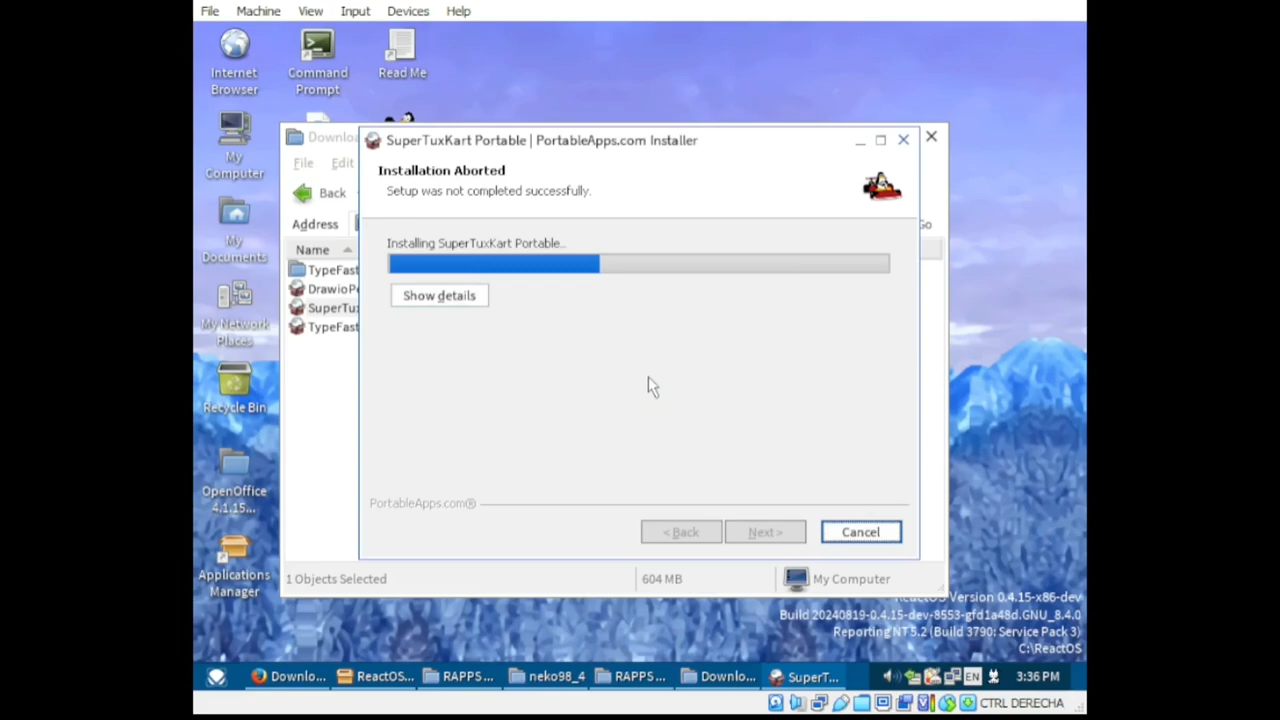 File Machine View Input Devices Help
Internet Browser
Command Prompt
Read Me
My Computer
My Documents
My Network Places
Recycle Bin
OpenOffice 4.1.15...
Applications Manager
Downlo
File Edit
Back
Address
Go
Name
TypeFast
DrawioPo
SuperTux
TypeFast
SuperTuxKart Portable | PortableApps.com Installer
Installation Aborted
Setup was not completed successfully.
Installing SuperTuxKart Portable...
Show details
PortableApps.com®
< Back Next > Cancel
1 Objects Selected 604 MB My Computer
ReactOS Version 0.4.15-x86-dev
Build 20240819-0.4.15-dev-8553-gfd1a48d.GNU_8.4.0
Reporting NT 5.2 (Build 3790: Service Pack 3)
C:\ReactOS
Downlo... ReactOS... RAPPS... neko98_4 RAPPS... Downlo... SuperT... EN 3:36 PM
CTRL DERECHA